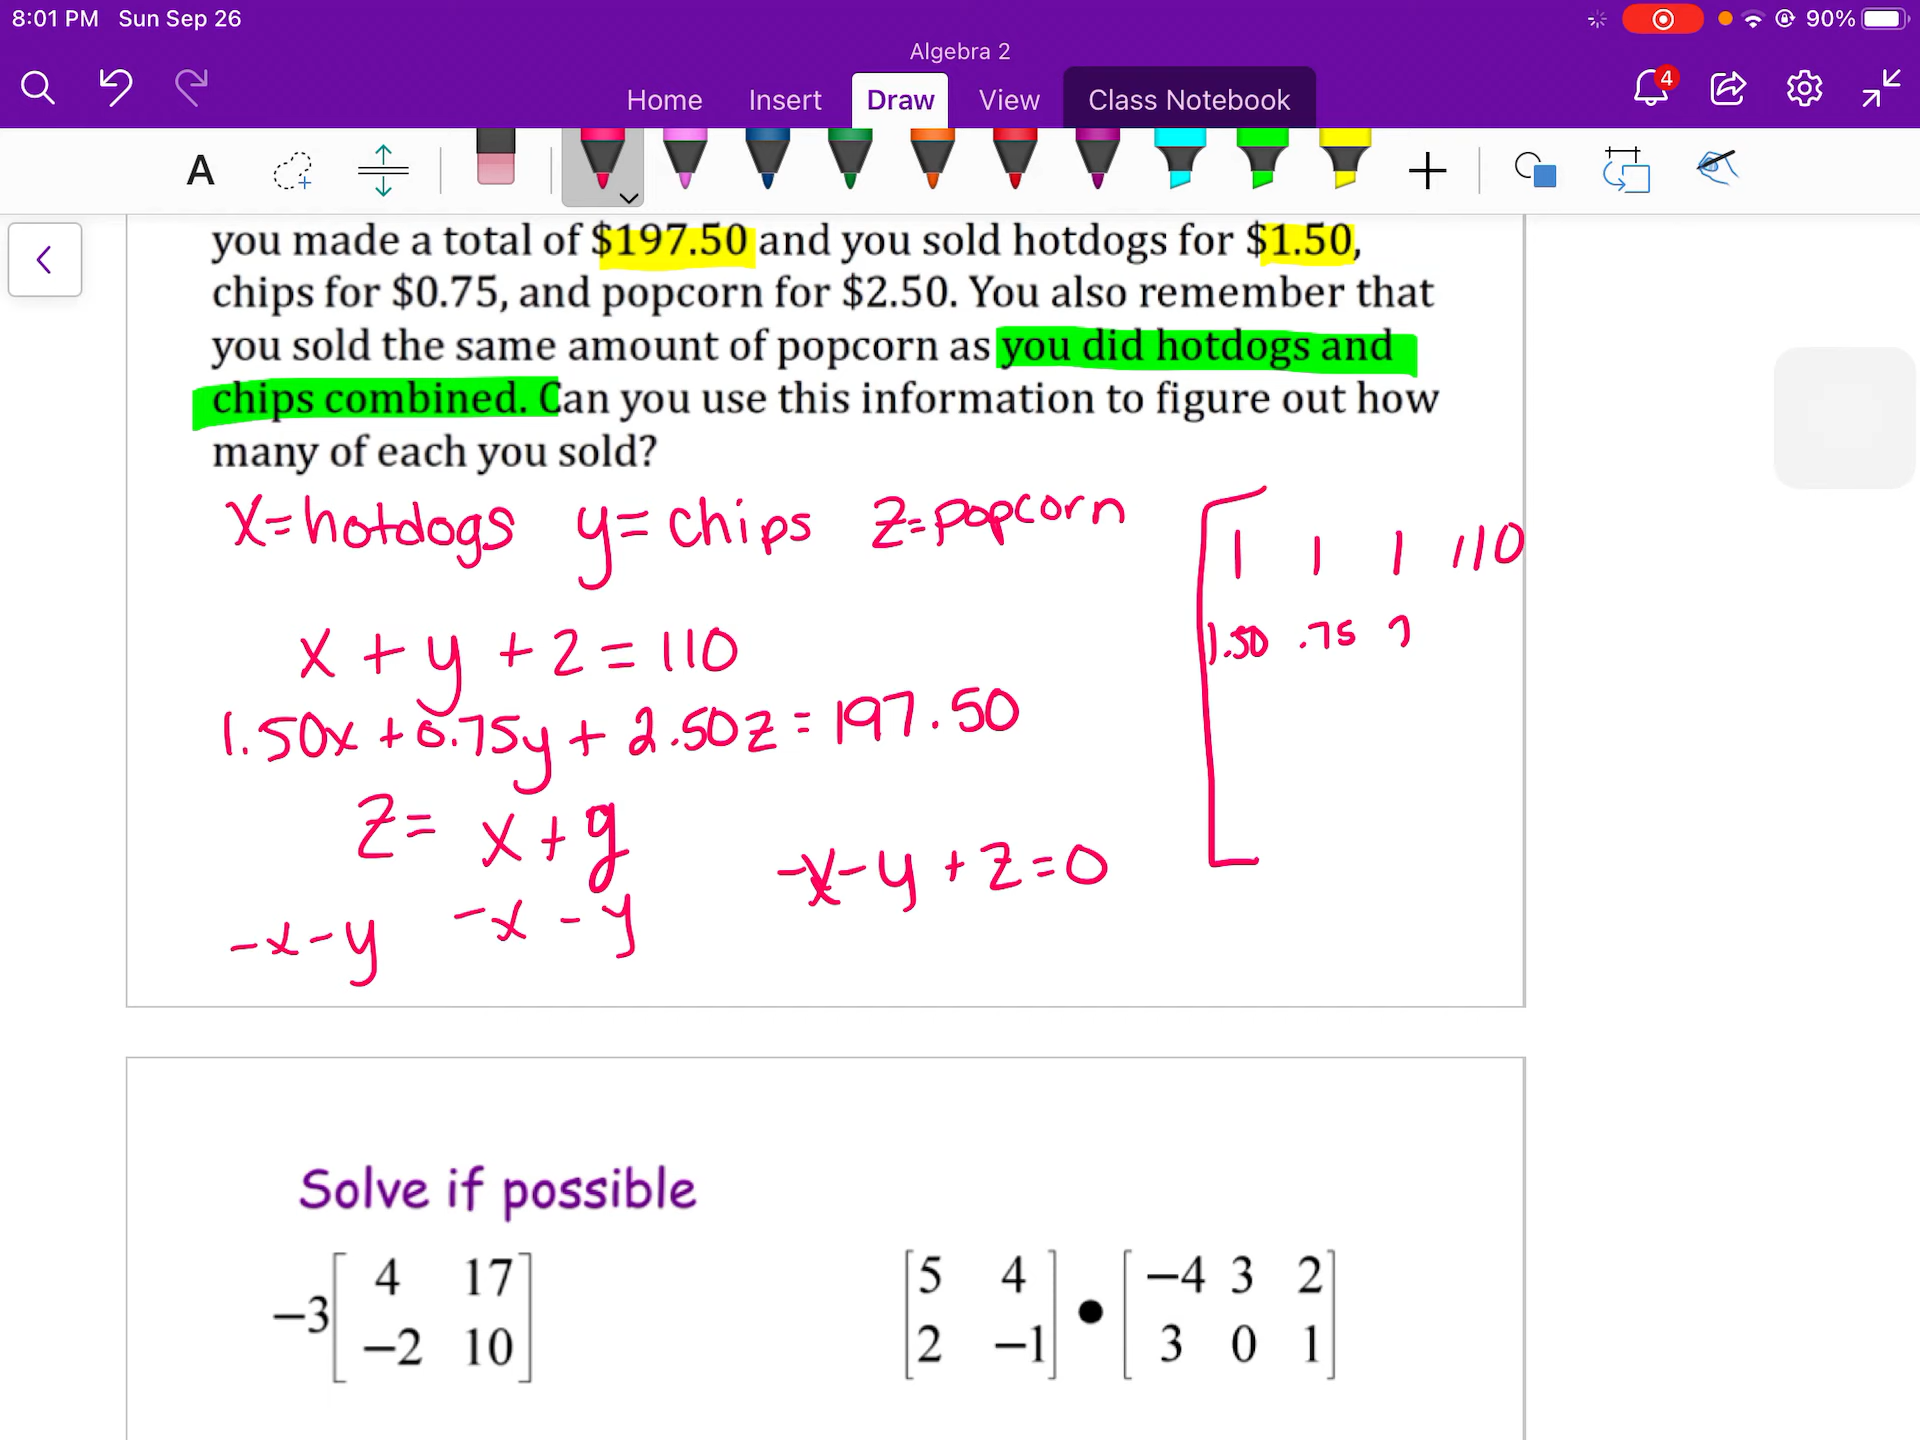 8:01 PM Sun Sep 26
90%
Algebra 2
Home Insert Draw View Class Notebook
4
A
you made a total of $197.50 and you sold hotdogs for $1.50,
chips for $0.75, and popcorn for $2.50. You also remember that
you sold the same amount of popcorn as you did hotdogs and
chips combined. Can you use this information to figure out how
many of each you sold?
x=hotdogs y=chips z=popcorn
1 1 1 110
1.50 .75
x + y + z = 110
1.50x + 0.75y + 2.50z = 197.50
z = x + y
-x-y+z=0
-x-y -x-y
Solve if possible
-3 [ 4 17 ]
[ -2 10 ]
[ 5 4 ] • [ -4 3 2 ]
[ 2 -1 ] [ 3 0 1 ]